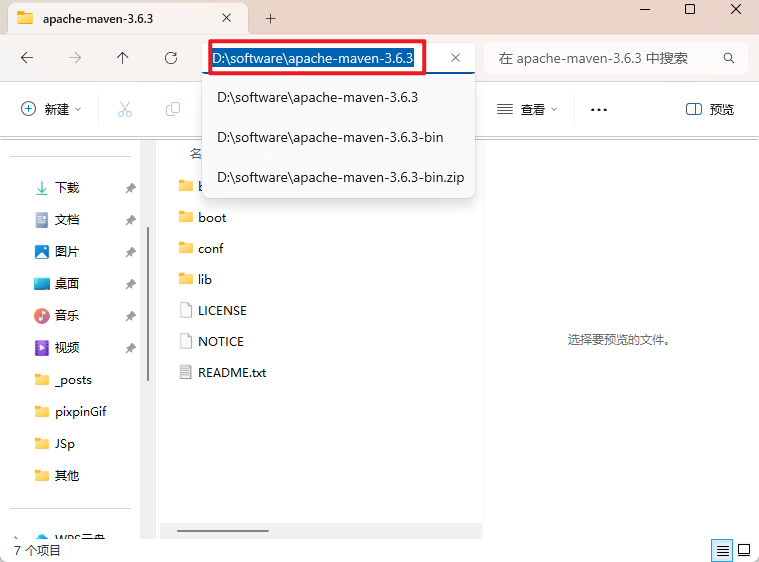 apache-maven-3.6.3
D:\software\apache-maven-3.6.3
在 apache-maven-3.6.3 中搜索
新建
查看
预览
D:\software\apache-maven-3.6.3
D:\software\apache-maven-3.6.3-bin
D:\software\apache-maven-3.6.3-bin.zip
下载
文档
图片
桌面
音乐
视频
_posts
pixpinGif
JSp
其他
WPS云盘
名
b
boot
conf
lib
LICENSE
NOTICE
README.txt
选择要预览的文件。
7 个项目